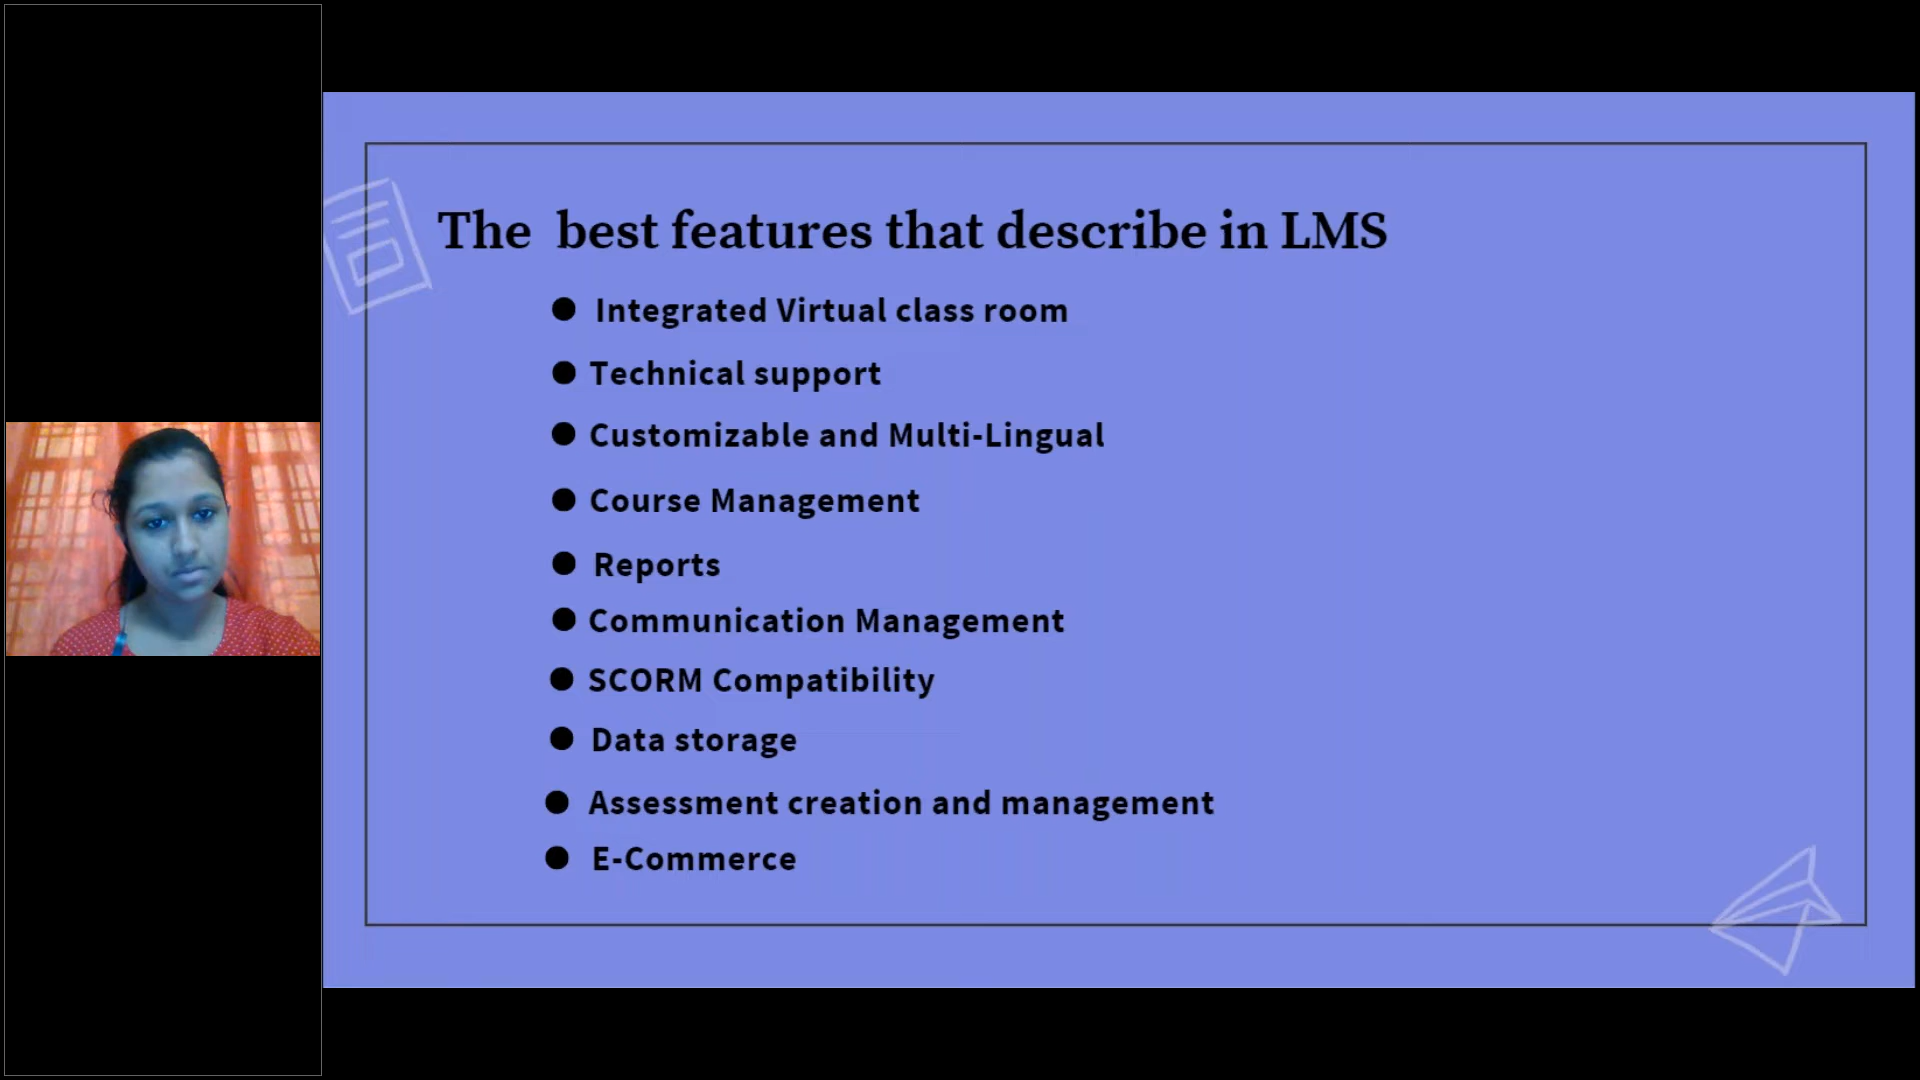 The best features that describe in LMS
● Integrated Virtual class room
● Technical support
● Customizable and Multi-Lingual
● Course Management
● Reports
● Communication Management
● SCORM Compatibility
● Data storage
● Assessment creation and management
● E-Commerce